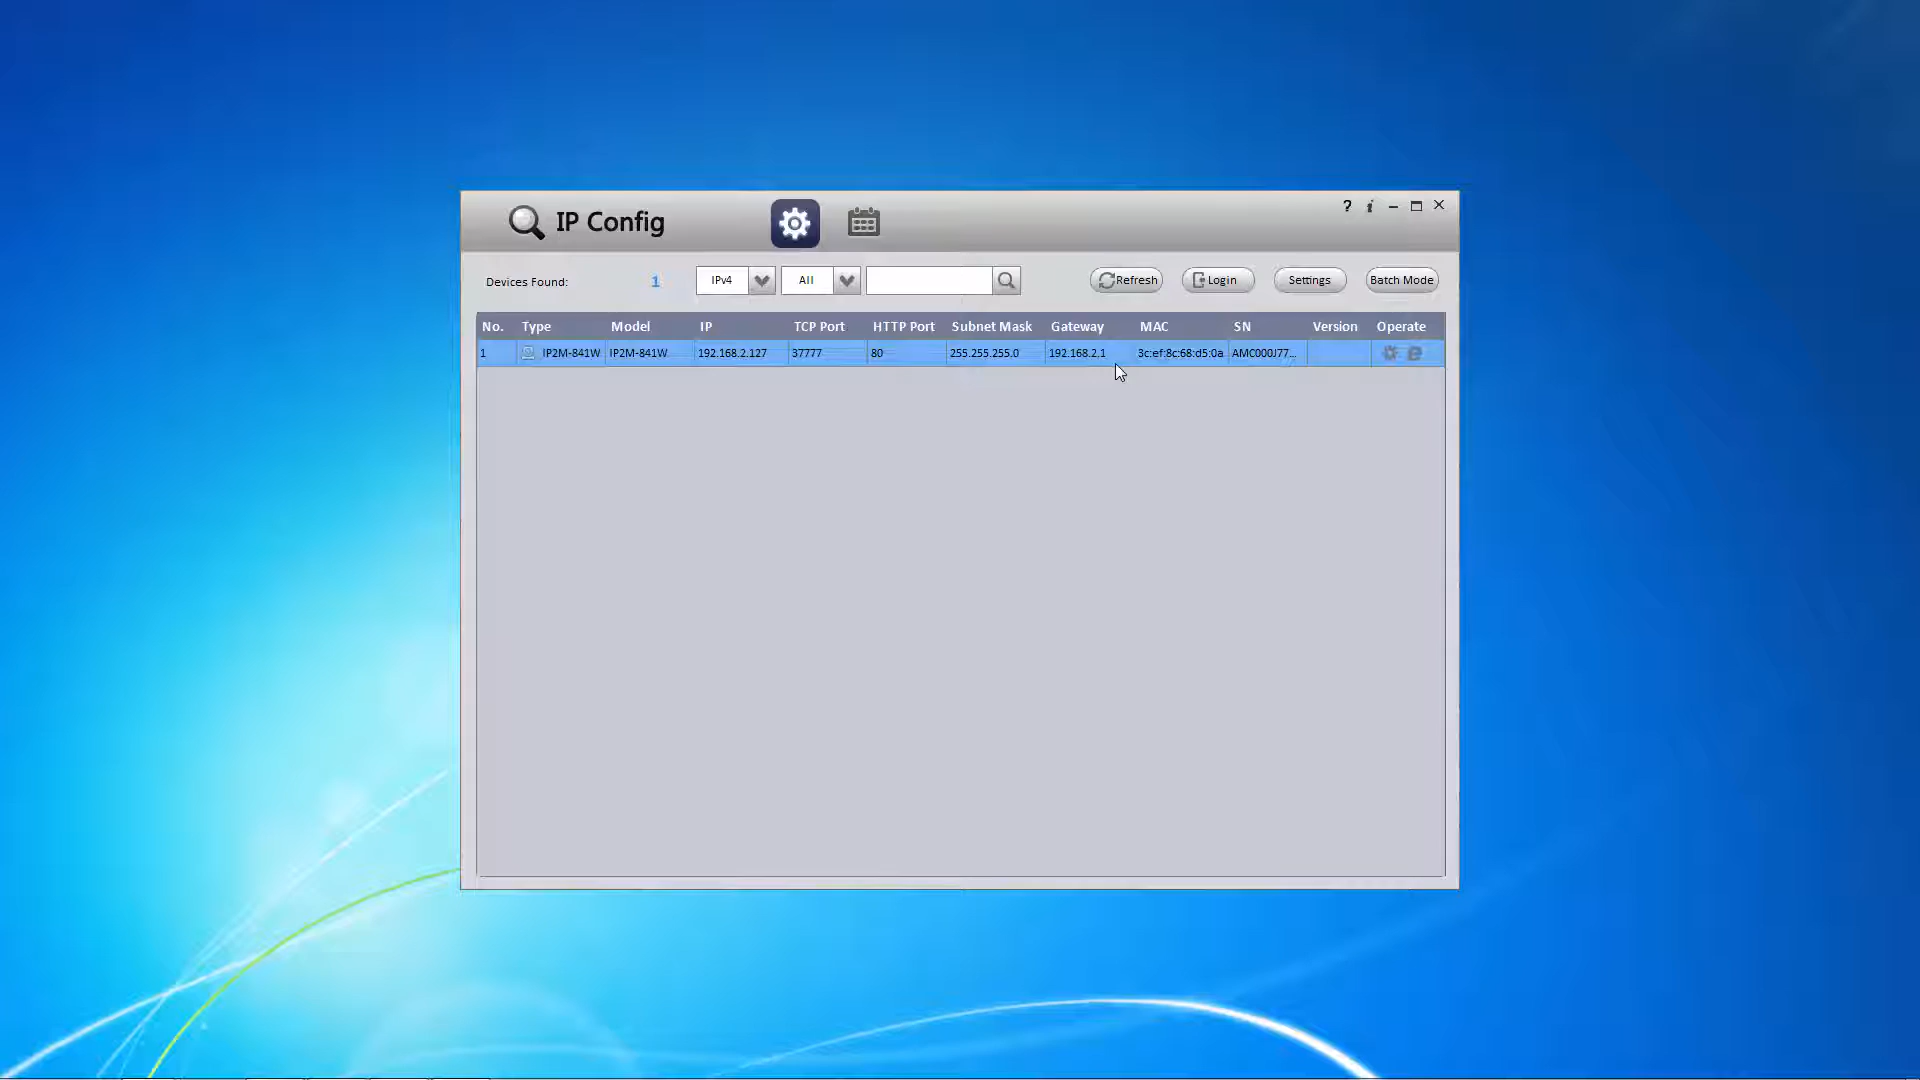 IP Config
? i
Devices Found: 1 IPv4 All Refresh Login Settings Batch Mode
No. Type Model IP TCP Port HTTP Port Subnet Mask Gateway MAC SN Version Operate
1 IP2M-841W IP2M-841W 192.168.2.127 37777 80 255.255.255.0 192.168.2.1 3c:ef:8c:68:d5:0a AMC000J77...